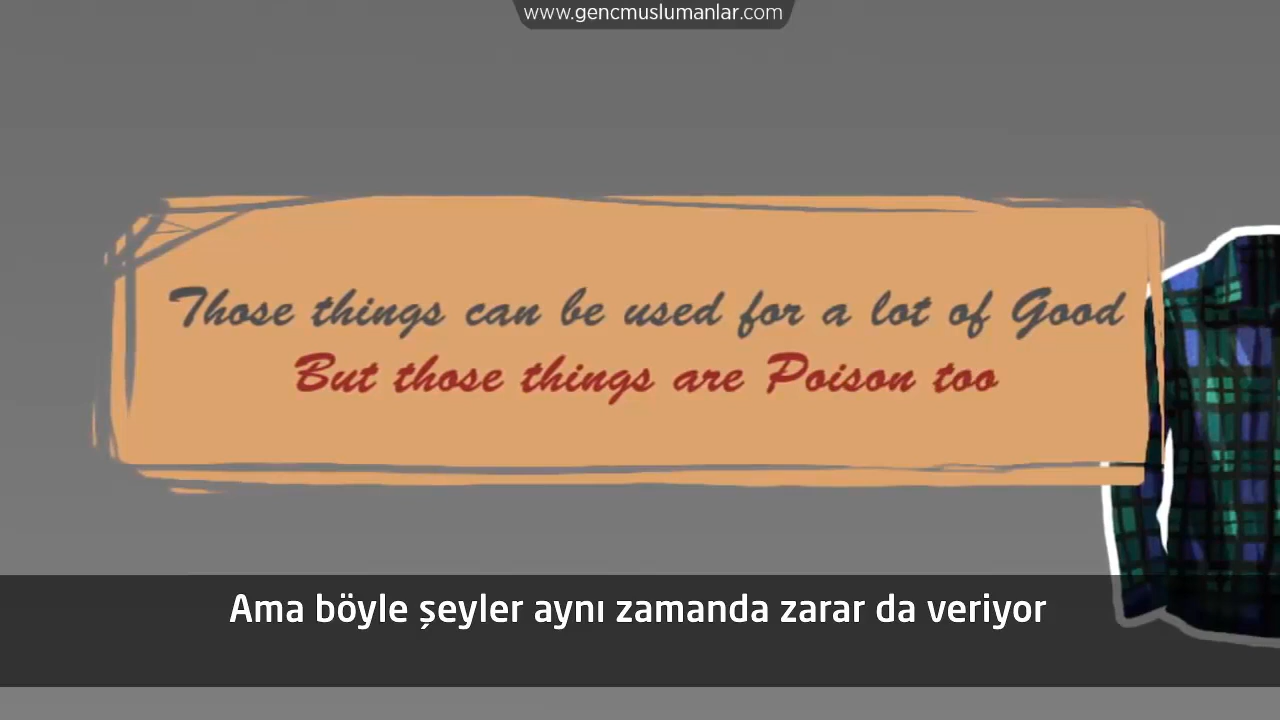 www.gencmuslumanlar.com
Those things can be used for a lot of Good
But those things are Poison too
Ama böyle şeyler aynı zamanda zarar da veriyor